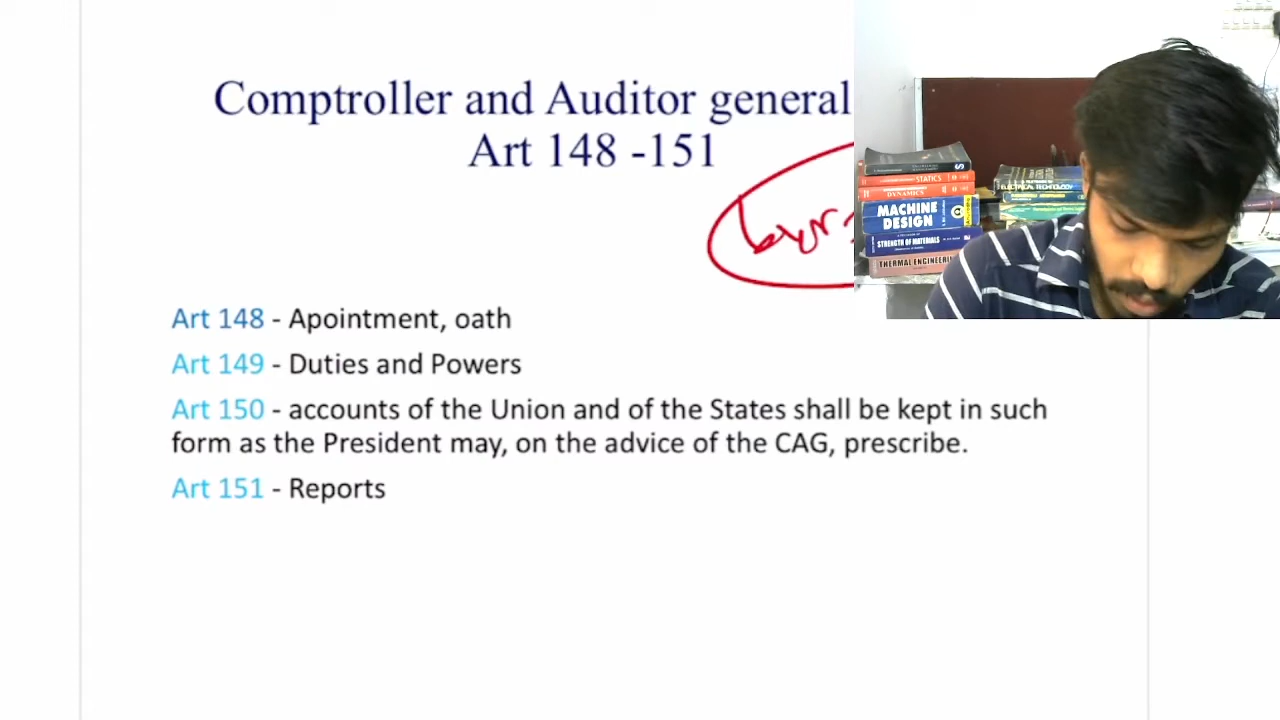 Comptroller and Auditor general
Art 148 -151
Art 148 - Apointment, oath
Art 149 - Duties and Powers
Art 150 - accounts of the Union and of the States shall be kept in such
form as the President may, on the advice of the CAG, prescribe.
Art 151 - Reports
STATICS
DYNAMICS
MACHINE
DESIGN
STRENGTH OF MATERIALS
THERMAL ENGINEERING
ELECTRICAL TECHNOLOGY